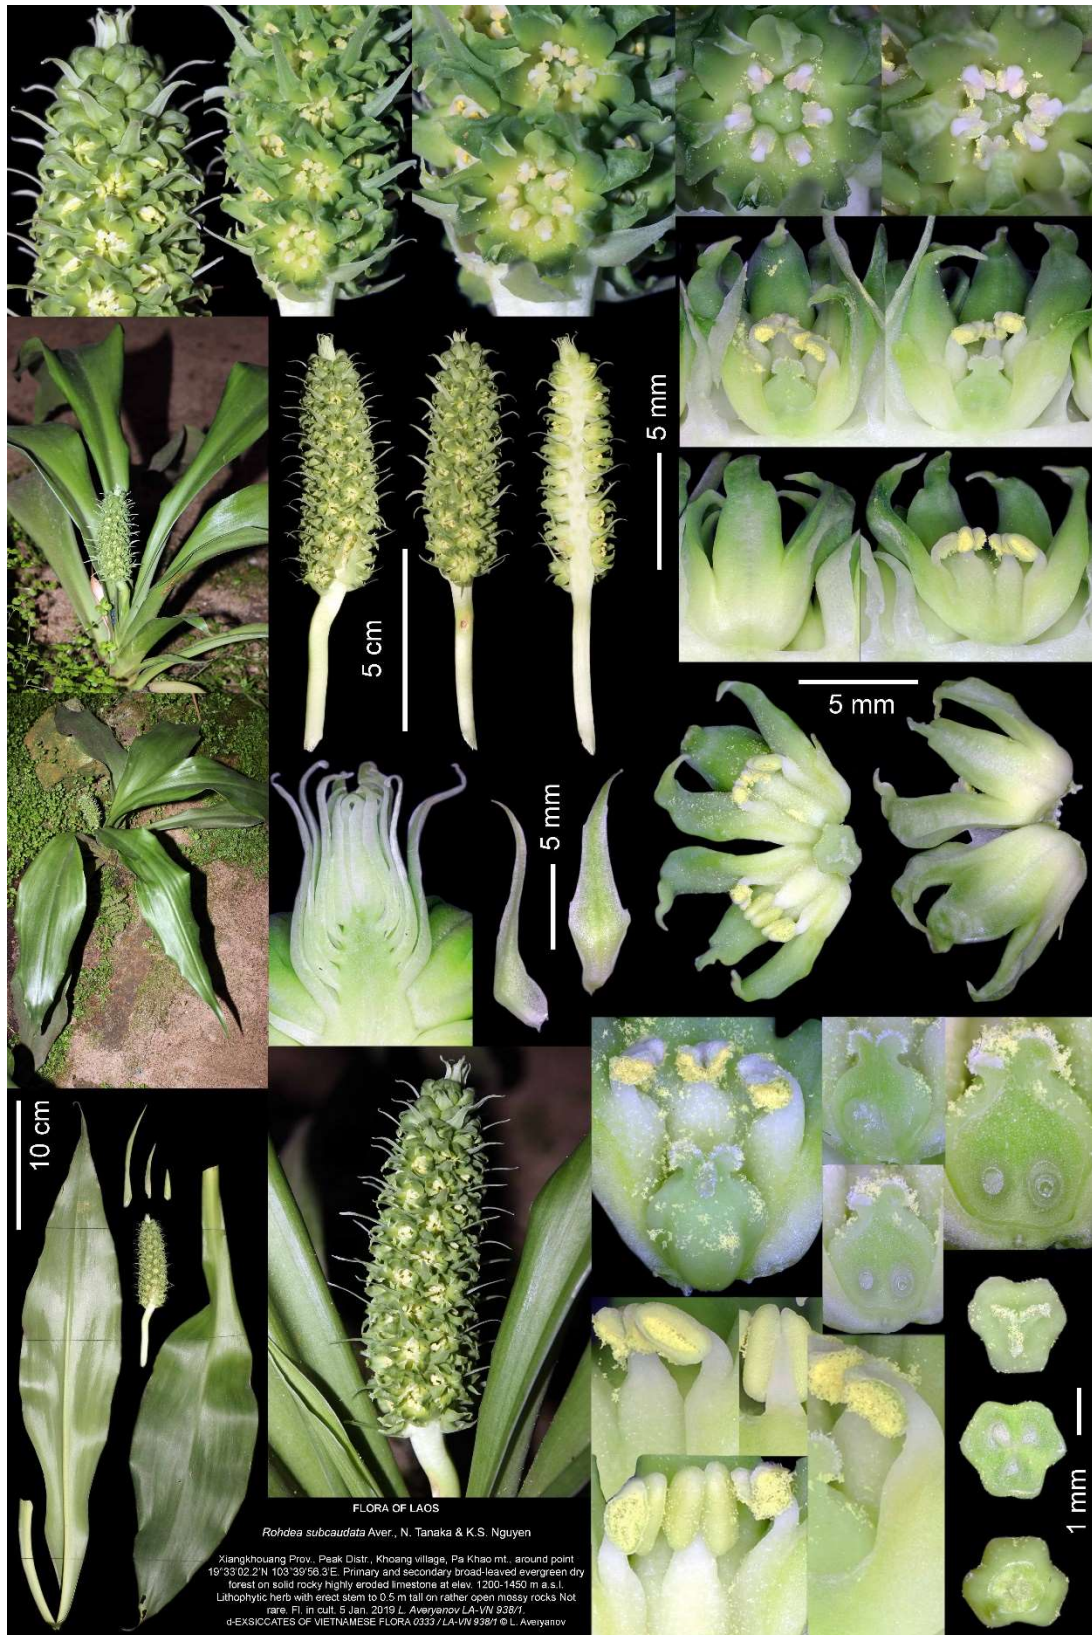 5 mm
5 cm
5 mm
5 mm
10 cm
1 mm
FLORA OF LAOS
Rohdea subcaudata Aver., N. Tanaka & K.S. Nguyen
Xiangkhouang Prov., Peak Distr., Khoang village, Pa Khao mt., around point
19°33'02.2"N 103°39'56.3"E. Primary and secondary broad-leaved evergreen dry
forest on solid rocky highly eroded limestone at elev. 1200-1450 m a.s.l.
Lithophytic herb with erect stem to 0.5 m tall on rather open mossy rocks Not
rare. Fl. in cult. 5 Jan. 2019 L. Averyanov LA-VN 938/1.
d-EXSICCATES OF VIETNAMESE FLORA 0333 / LA-VN 938/1 © L. Averyanov